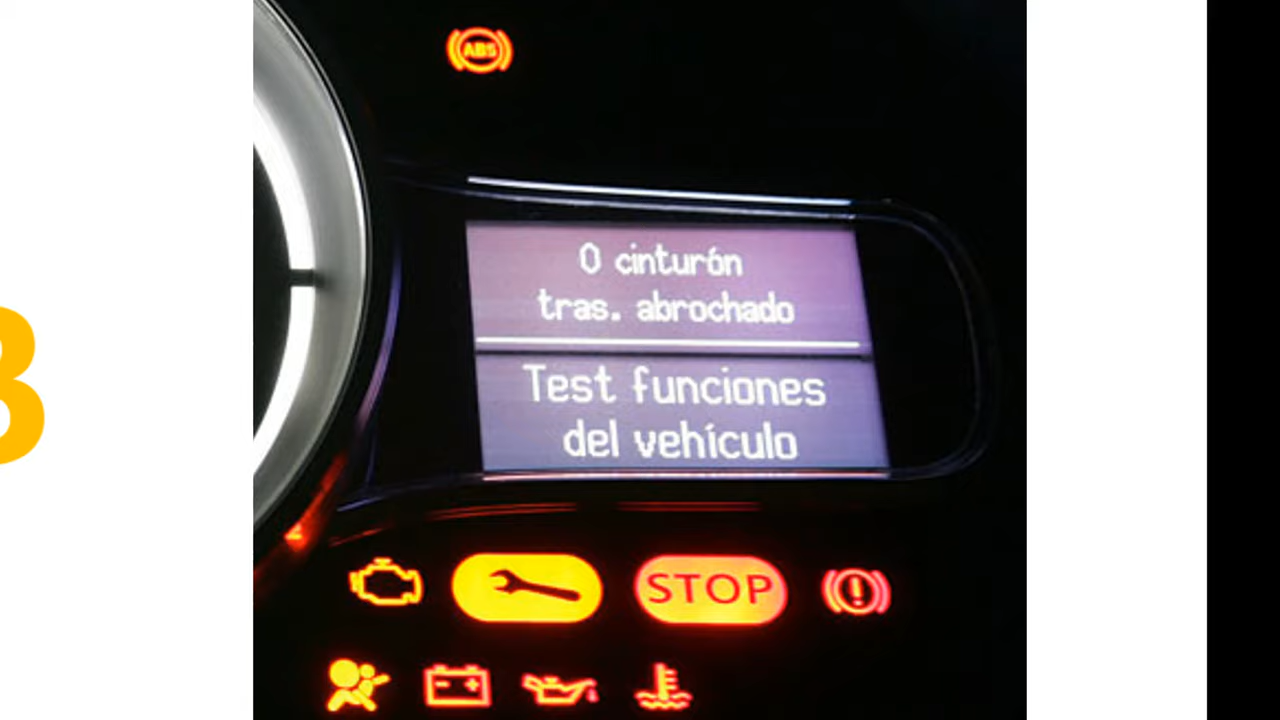 ABS
0 cinturón
tras. abrochado
Test funciones
del vehículo
STOP